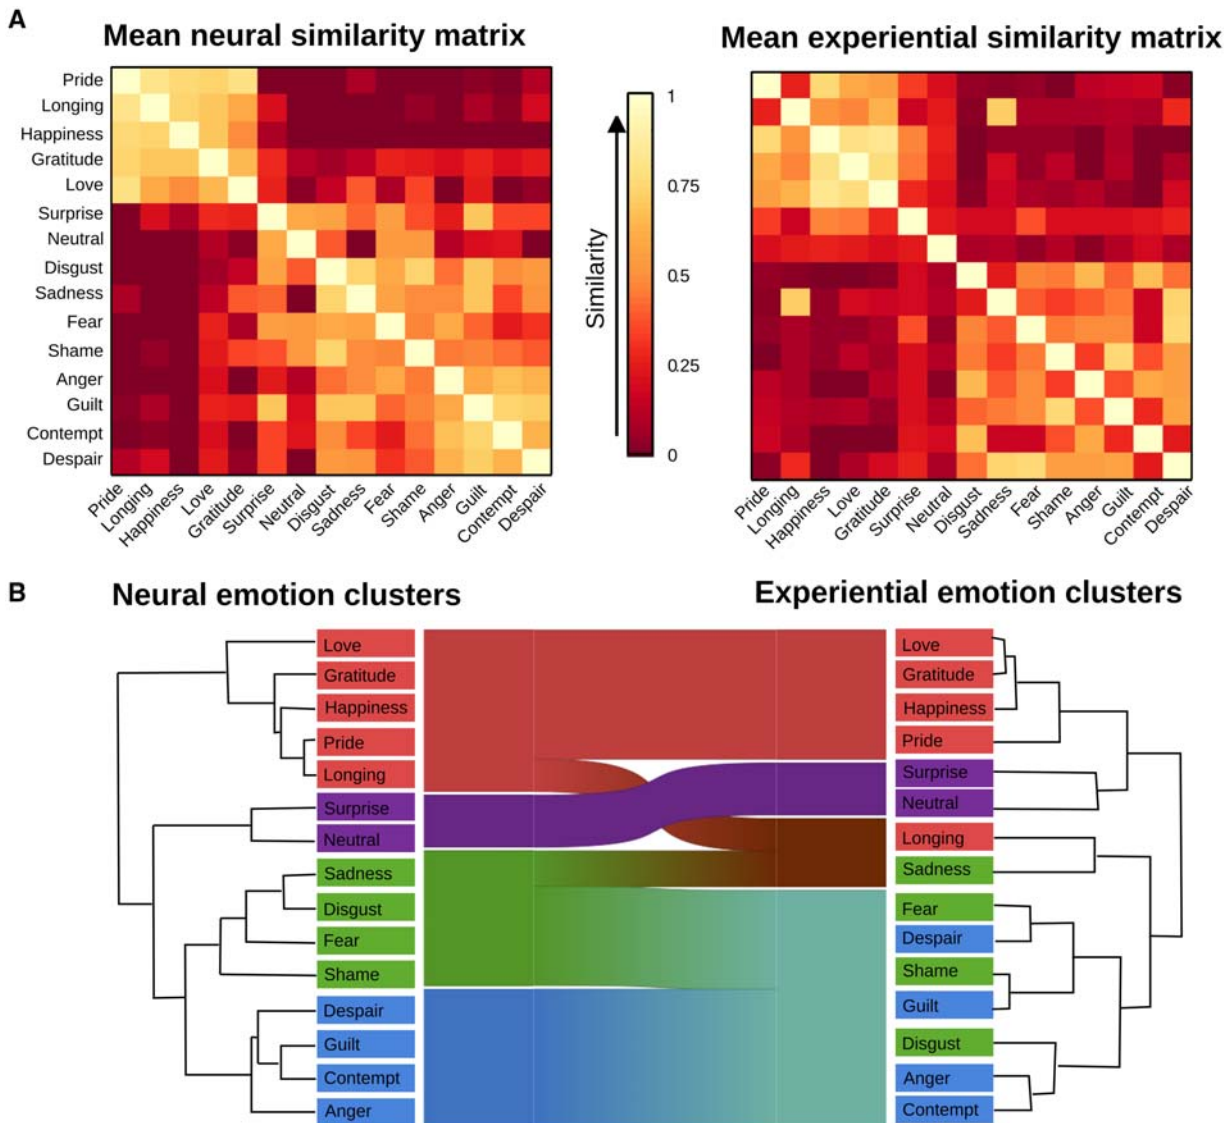 A
Mean neural similarity matrix
Mean experiential similarity matrix
Pride
Longing
Happiness
Gratitude
Love
Surprise
Neutral
Disgust
Sadness
Fear
Shame
Anger
Guilt
Contempt
Despair
Pride
Longing
Happiness
Love
Gratitude
Surprise
Neutral
Disgust
Sadness
Fear
Shame
Anger
Guilt
Contempt
Despair
Similarity
1
0.75
0.5
0.25
0
Pride
Longing
Happiness
Love
Gratitude
Surprise
Neutral
Disgust
Sadness
Fear
Shame
Anger
Guilt
Contempt
Despair
B
Neural emotion clusters
Experiential emotion clusters
Love
Gratitude
Happiness
Pride
Longing
Surprise
Neutral
Sadness
Disgust
Fear
Shame
Despair
Guilt
Contempt
Anger
Love
Gratitude
Happiness
Pride
Surprise
Neutral
Longing
Sadness
Fear
Despair
Shame
Guilt
Disgust
Anger
Contempt